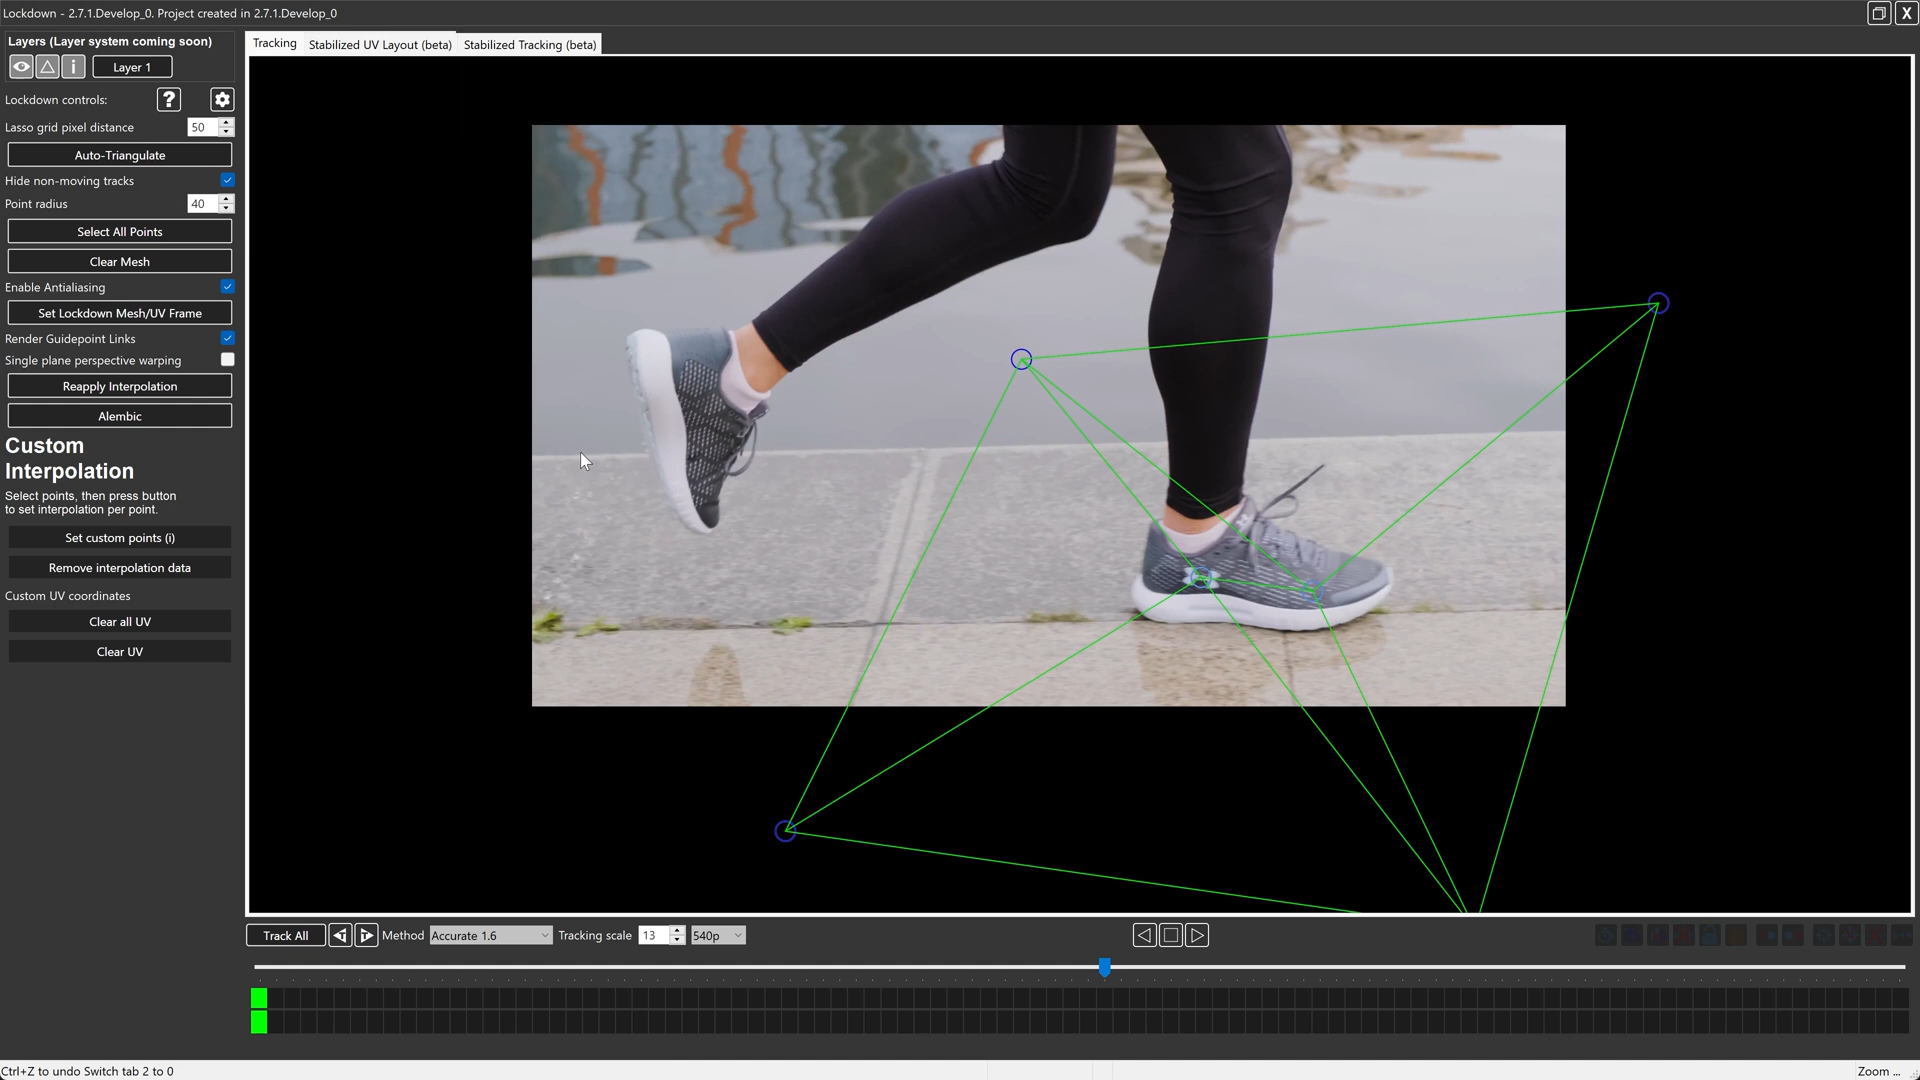 Lockdown - 2.7.1.Develop_0. Project created in 2.7.1.Develop_0
X
Layers (Layer system coming soon)
i
Layer 1
Tracking
Stabilized UV Layout (beta)
Stabilized Tracking (beta)
Lockdown controls:
?
Lasso grid pixel distance
50
Auto-Triangulate
Hide non-moving tracks
Point radius
40
Select All Points
Clear Mesh
Enable Antialiasing
Set Lockdown Mesh/UV Frame
Render Guidepoint Links
Single plane perspective warping
Reapply Interpolation
Alembic
Custom
Interpolation
Select points, then press button
to set interpolation per point.
Set custom points (i)
Remove interpolation data
Custom UV coordinates
Clear all UV
Clear UV
Track All
Method
Accurate 1.6
Tracking scale
13
540p
Ctrl+Z to undo Switch tab 2 to 0
Zoom ...